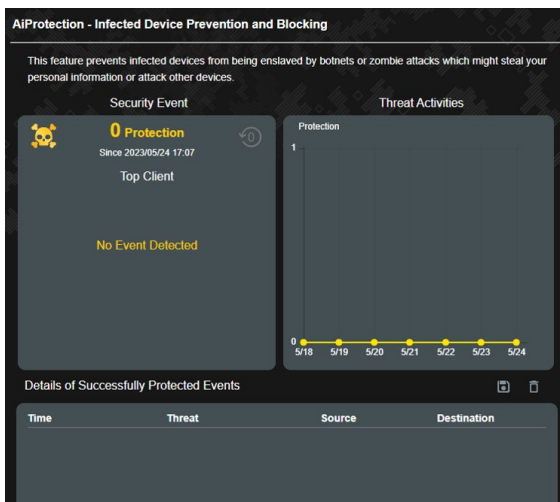 AiProtection - Infected Device Prevention and Blocking
This feature prevents infected devices from being enslaved by botnets or zombie attacks which might steal your
personal information or attack other devices.
Security Event
0 Protection
0
Since 2023/05/24 17:07
Top Client
No Event Detected
Threat Activities
Protection
1
0
5/18 5/19 5/20 5/21 5/22 5/23 5/24
Details of Successfully Protected Events
Time Threat Source Destination